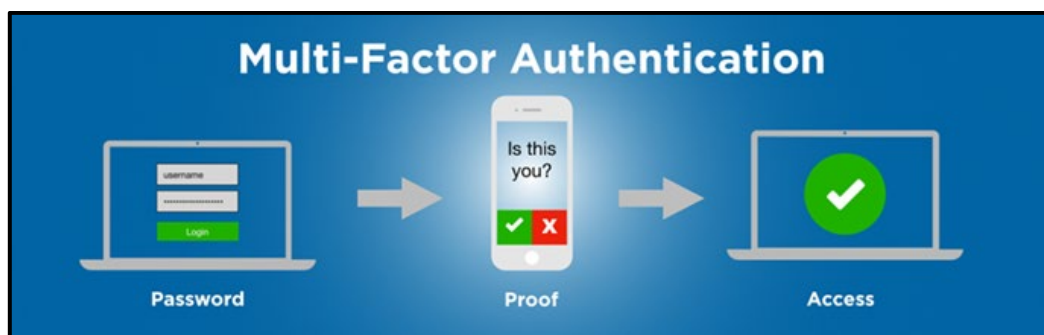 Multi-Factor Authentication
username
Login
Is this
you?
Password
Proof
Access